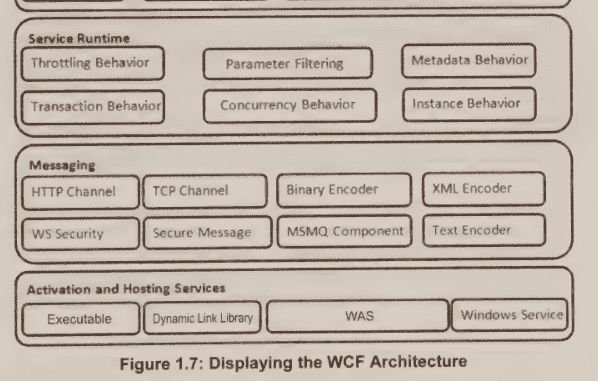 Service Runtime
Throttling Behavior Parameter Filtering Metadata Behavior
Transaction Behavior Concurrency Behavior Instance Behavior
Messaging
HTTP Channel TCP Channel Binary Encoder XML Encoder
WS Security Secure Message MSMQ Component Text Encoder
Activation and Hosting Services
Executable Dynamic Link Library WAS Windows Service
Figure 1.7: Displaying the WCF Architecture